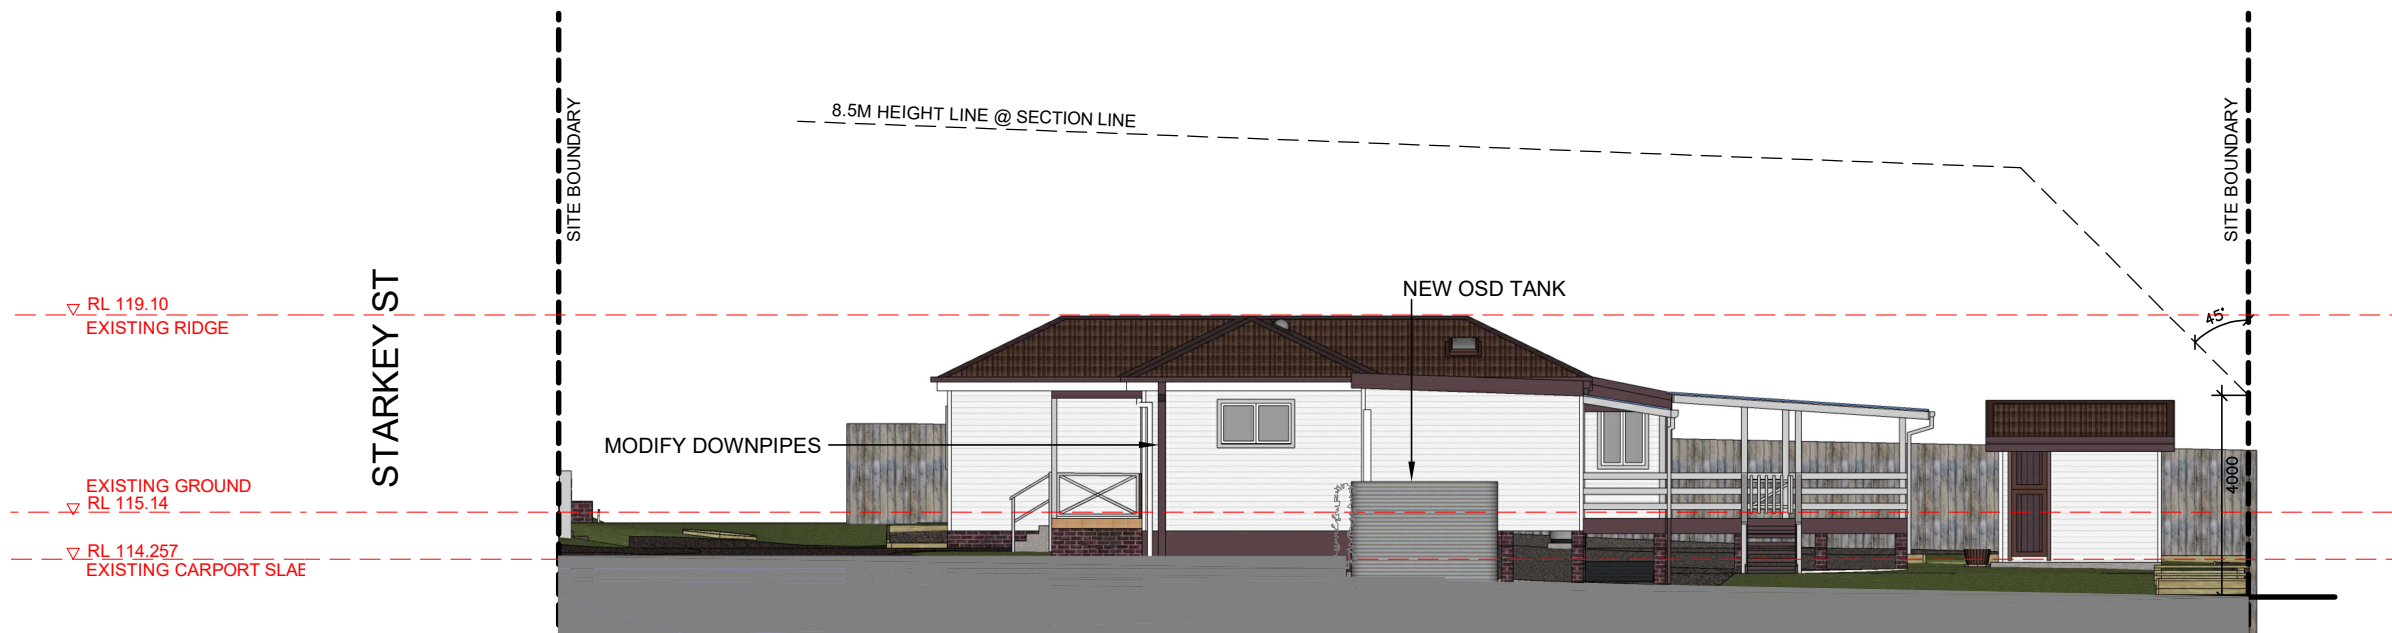 8.5M HEIGHT LINE @ SECTION LINE
SITE BOUNDARY
SITE BOUNDARY
STARKEY ST
NEW OSD TANK
RL 119.10
EXISTING RIDGE
45°
MODIFY DOWNPIPES
4000
EXISTING GROUND
RL 115.14
RL 114.257
EXISTING CARPORT SLAE